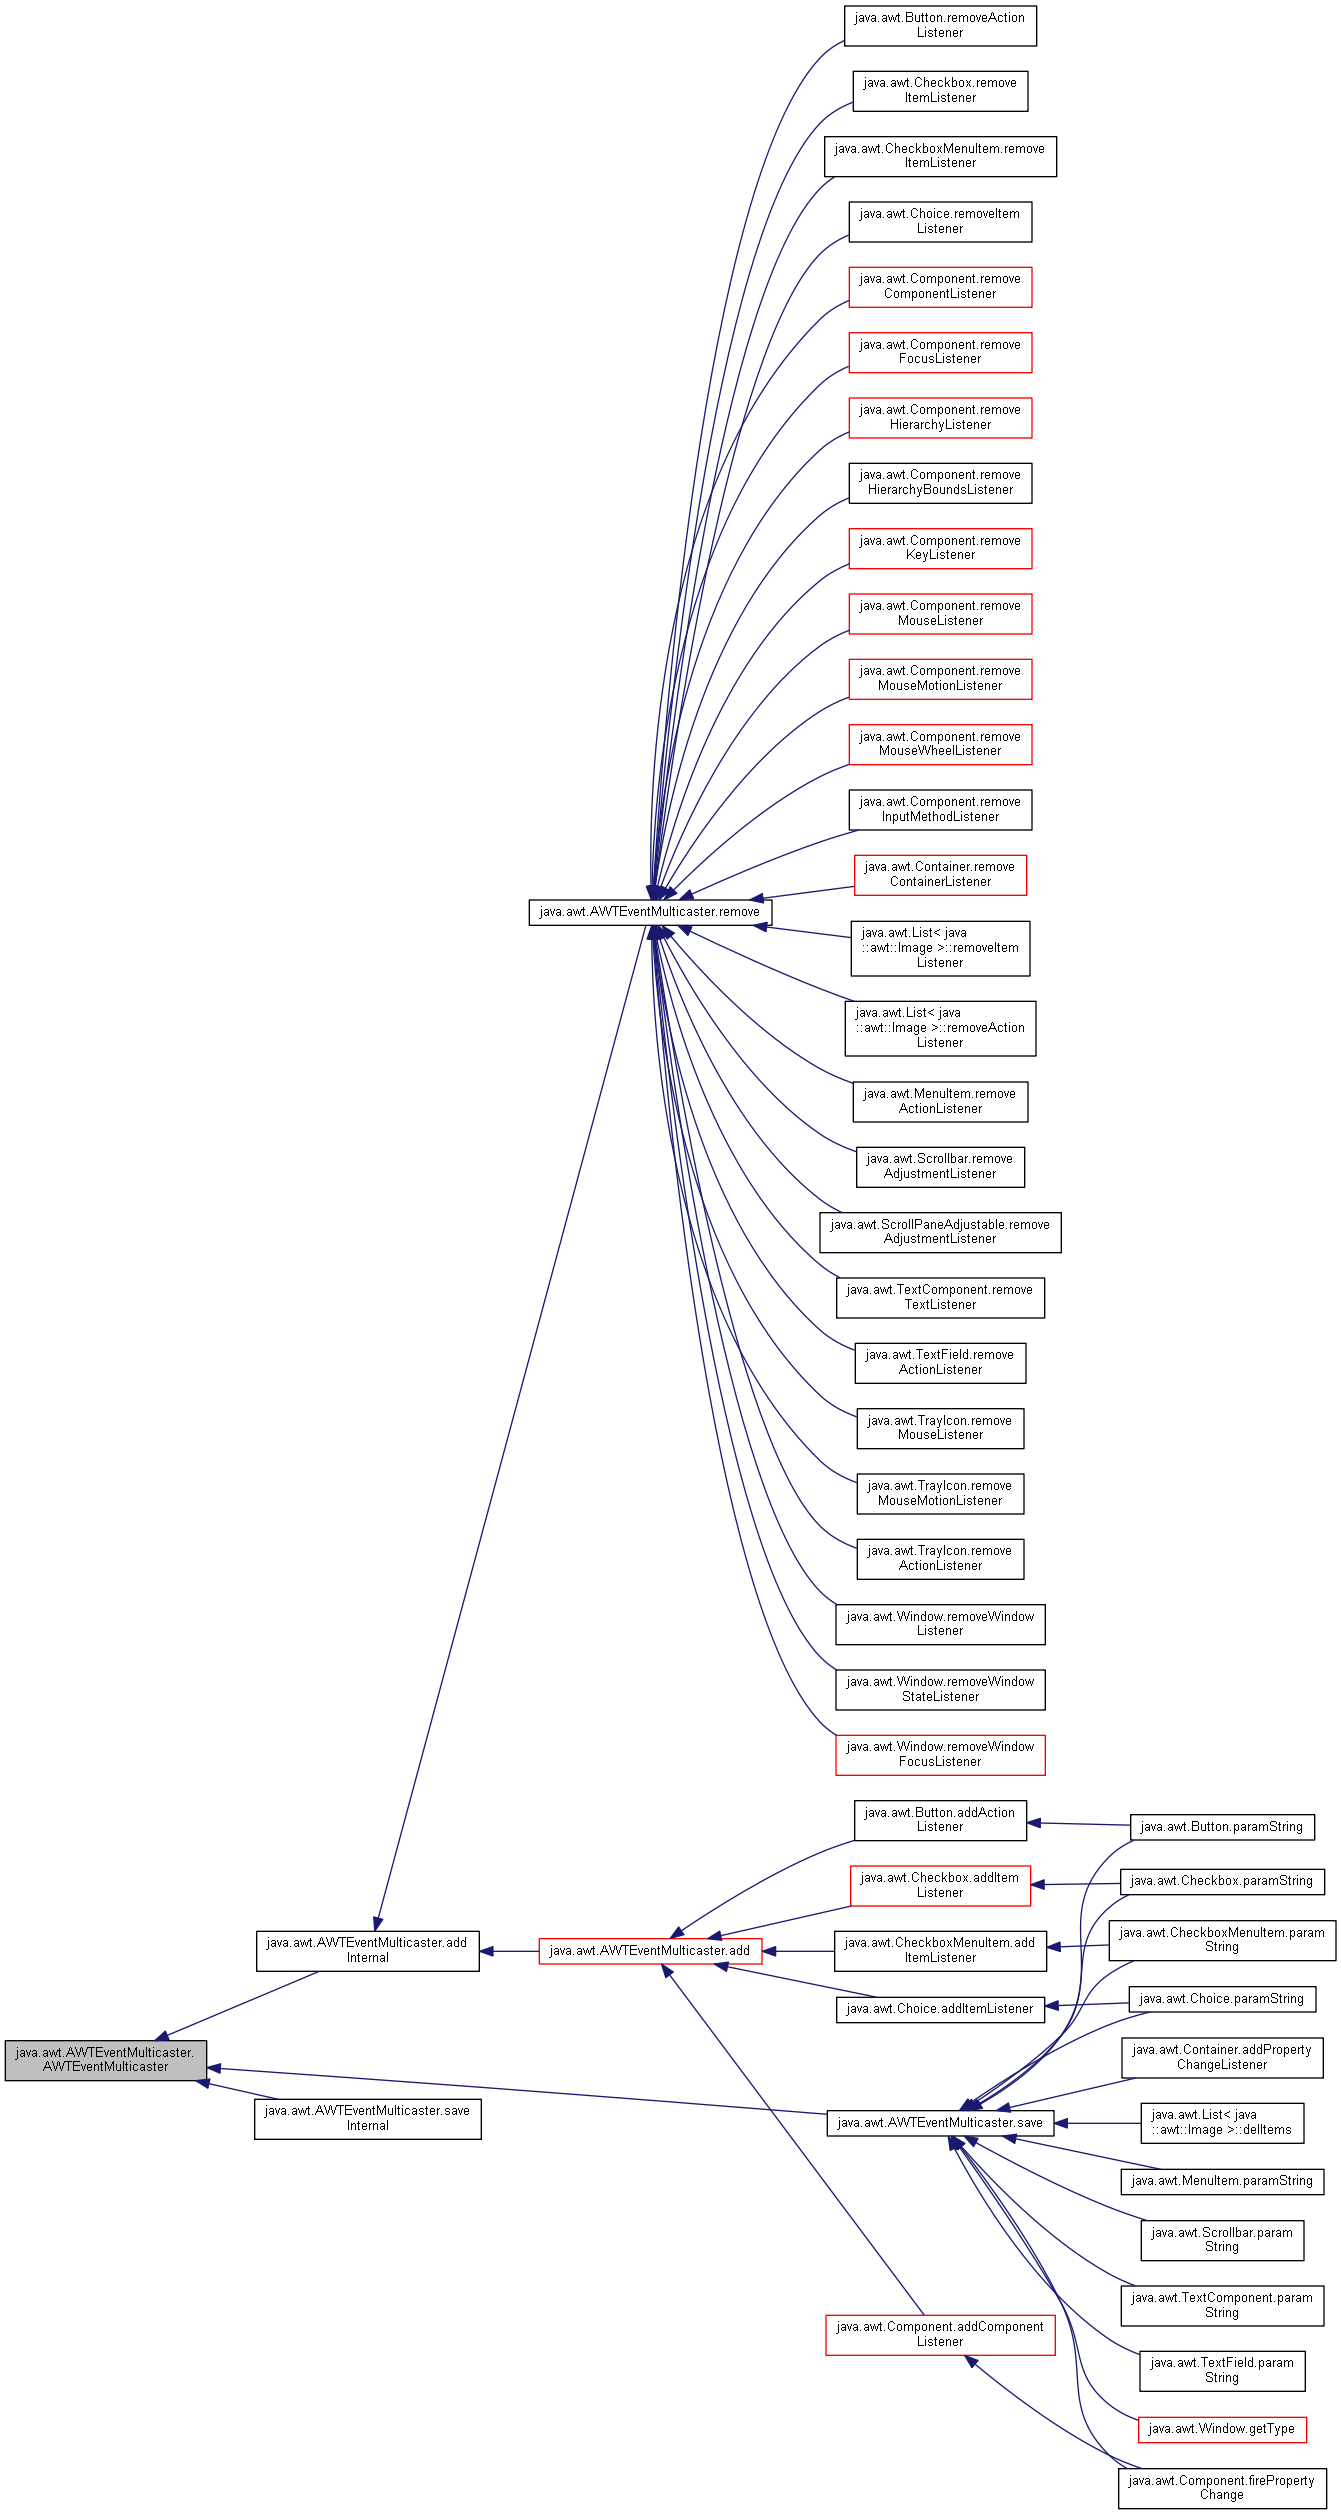 java.awt.Button.removeAction
Listener
java.awt.Checkbox.remove
ItemListener
java.awt.CheckboxMenuItem.remove
ItemListener
java.awt.Choice.removeItem
Listener
java.awt.Component.remove
ComponentListener
java.awt.Component.remove
FocusListener
java.awt.Component.remove
HierarchyListener
java.awt.Component.remove
HierarchyBoundsListener
java.awt.Component.remove
KeyListener
java.awt.Component.remove
MouseListener
java.awt.Component.remove
MouseMotionListener
java.awt.Component.remove
MouseWheelListener
java.awt.Component.remove
InputMethodListener
java.awt.Container.remove
ContainerListener
java.awt.AWTEventMulticaster.remove
java.awt.List< java
::awt::Image >::removeItem
Listener
java.awt.List< java
::awt::Image >::removeAction
Listener
java.awt.MenuItem.remove
ActionListener
java.awt.Scrollbar.remove
AdjustmentListener
java.awt.ScrollPaneAdjustable.remove
AdjustmentListener
java.awt.TextComponent.remove
TextListener
java.awt.TextField.remove
ActionListener
java.awt.TrayIcon.remove
MouseListener
java.awt.TrayIcon.remove
MouseMotionListener
java.awt.TrayIcon.remove
ActionListener
java.awt.Window.removeWindow
Listener
java.awt.Window.removeWindow
StateListener
java.awt.Window.removeWindow
FocusListener
java.awt.Button.addAction
Listener
java.awt.Button.paramString
java.awt.Checkbox.addItem
Listener
java.awt.Checkbox.paramString
java.awt.AWTEventMulticaster.add
Internal
java.awt.AWTEventMulticaster.add
java.awt.CheckboxMenuItem.add
ItemListener
java.awt.CheckboxMenuItem.param
String
java.awt.Choice.addItemListener
java.awt.Choice.paramString
java.awt.AWTEventMulticaster.
AWTEventMulticaster
java.awt.Container.addProperty
ChangeListener
java.awt.AWTEventMulticaster.save
Internal
java.awt.AWTEventMulticaster.save
java.awt.List< java
::awt::Image >::delItems
java.awt.MenuItem.paramString
java.awt.Scrollbar.param
String
java.awt.TextComponent.param
String
java.awt.Component.addComponent
Listener
java.awt.TextField.param
String
java.awt.Window.getType
java.awt.Component.fireProperty
Change